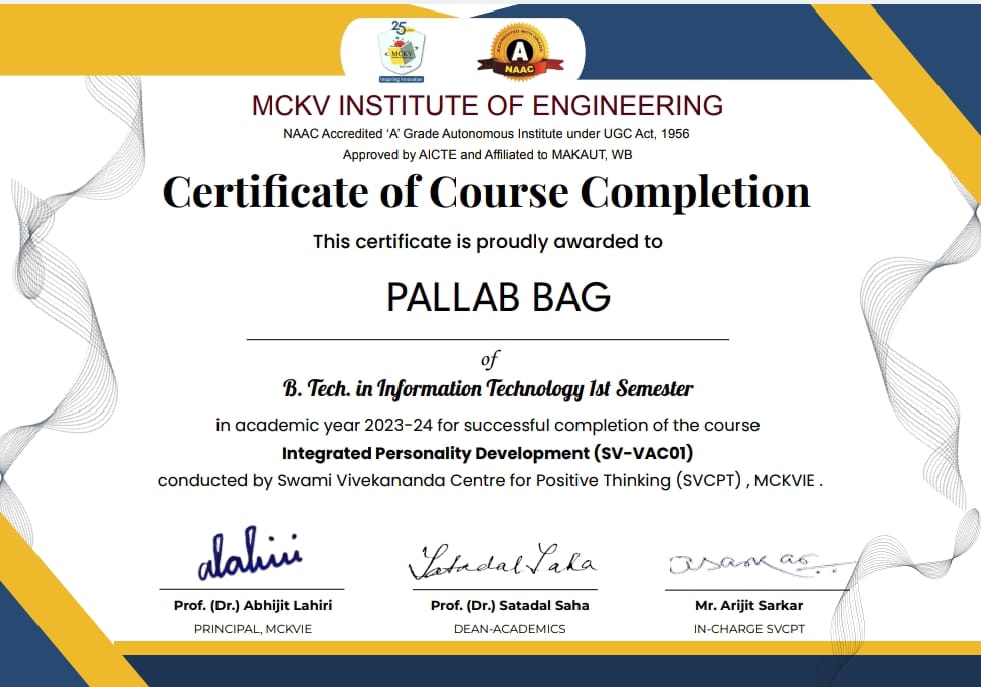 25
MCKV
Inspiring Innovation
ACCREDITED WITH GRADE
A
NAAC
MCKV INSTITUTE OF ENGINEERING
NAAC Accredited ‘A’ Grade Autonomous Institute under UGC Act, 1956
Approved by AICTE and Affiliated to MAKAUT, WB
Certificate of Course Completion
This certificate is proudly awarded to
PALLAB BAG
of
B. Tech. in Information Technology 1st Semester
in academic year 2023-24 for successful completion of the course
Integrated Personality Development (SV-VAC01)
conducted by Swami Vivekananda Centre for Positive Thinking (SVCPT) , MCKVIE .
alahiri Satadal Saha asarkar
Prof. (Dr.) Abhijit Lahiri Prof. (Dr.) Satadal Saha Mr. Arijit Sarkar
PRINCIPAL, MCKVIE DEAN-ACADEMICS IN-CHARGE SVCPT